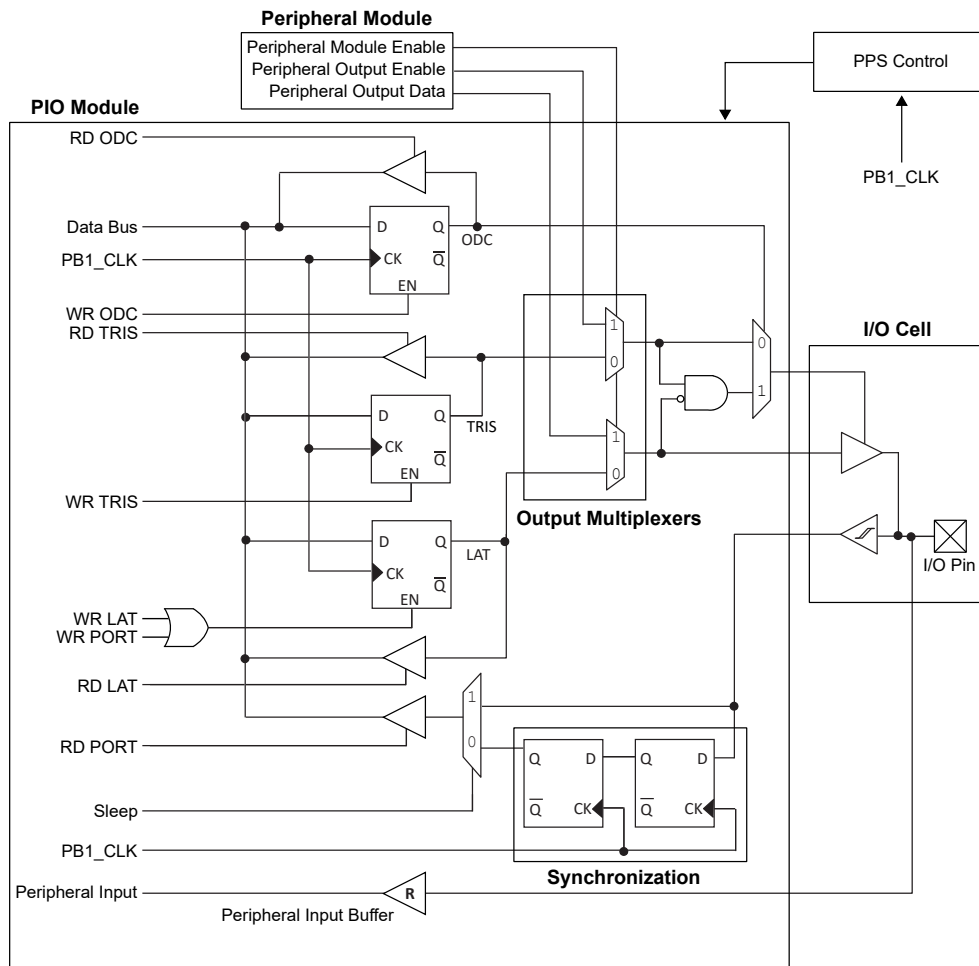 Peripheral Module
Peripheral Module Enable
Peripheral Output Enable
Peripheral Output Data
PPS Control
PB1_CLK
PIO Module
RD ODC
Data Bus
D Q
ODC
PB1_CLK
CK Q
EN
WR ODC
RD TRIS
1
0
0
1
I/O Cell
D Q
TRIS
CK Q
EN
WR TRIS
1
0
Output Multiplexers
D Q
LAT
CK Q
EN
I/O Pin
WR LAT
WR PORT
RD LAT
1
0
RD PORT
Q D Q D
Q CK Q CK
Sleep
PB1_CLK
Synchronization
Peripheral Input
R
Peripheral Input Buffer